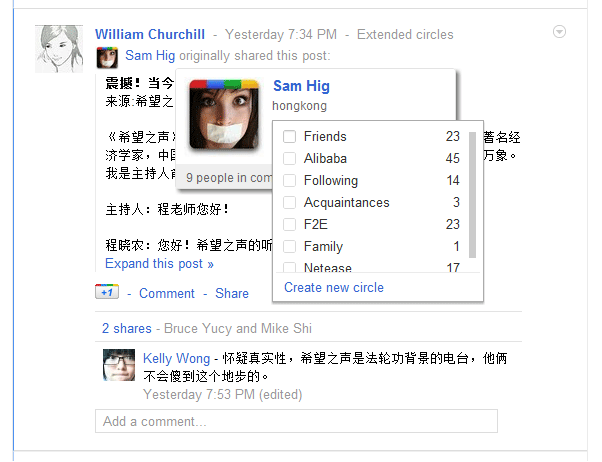 William Churchill - Yesterday 7:34 PM - Extended circles
Sam Hig originally shared this post:
震撼！当今
来源:希望之
Sam Hig
hongkong
《希望之声》
著名经
济学家，中国
万象。
我是主持人
9 people in com
Friends 23
Alibaba 45
Following 14
Acquaintances 3
F2E 23
Family 1
Netease 17
Create new circle
主持人：程老师您好！
程晓农：您好！希望之声的听
Expand this post »
+1 - Comment - Share
2 shares - Bruce Yucy and Mike Shi
Kelly Wong - 怀疑真实性，希望之声是法轮功背景的电台，他俩
不会傻到这个地步的。
Yesterday 7:53 PM (edited)
Add a comment...